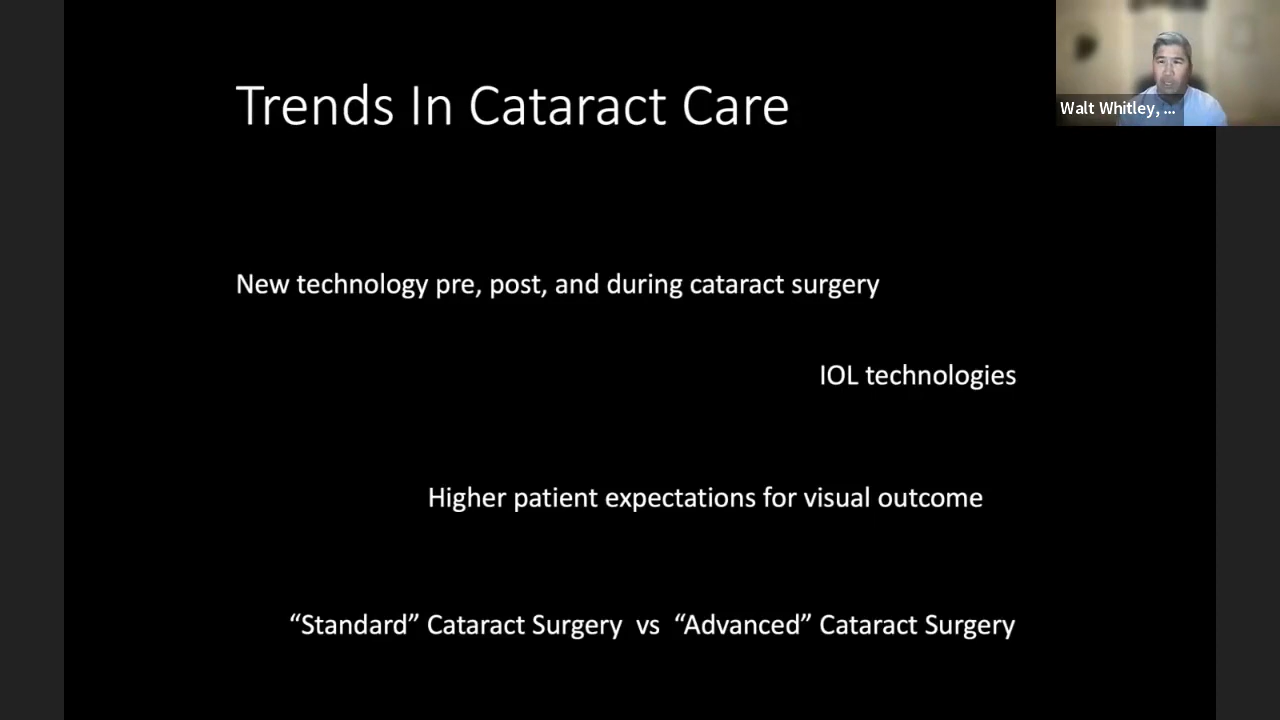 Trends In Cataract Care
Walt Whitley, ...
New technology pre, post, and during cataract surgery
IOL technologies
Higher patient expectations for visual outcome
“Standard” Cataract Surgery vs “Advanced” Cataract Surgery